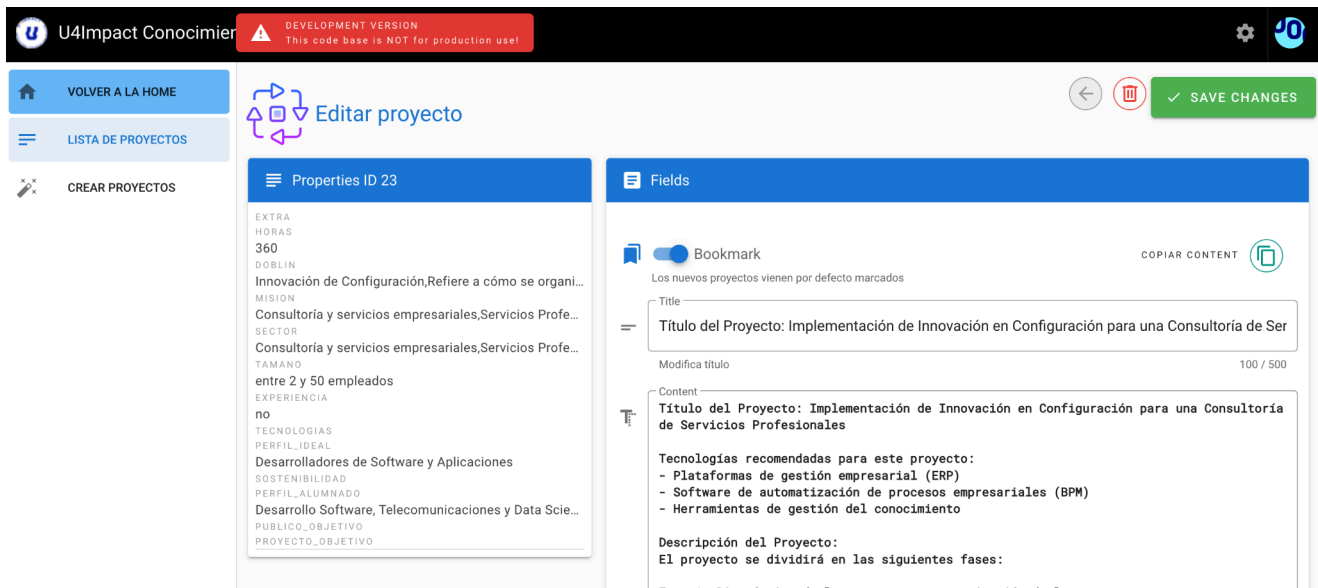 U4Impact Conocimier
DEVELOPMENT VERSION
This code base is NOT for production use!
VOLVER A LA HOME
LISTA DE PROYECTOS
CREAR PROYECTOS
Editar proyecto
SAVE CHANGES
Properties ID 23
EXTRA
HORAS
360
DOBLIN
Innovación de Configuración,Refiere a cómo se organi...
MISION
Consultoría y servicios empresariales,Servicios Profe...
SECTOR
Consultoría y servicios empresariales,Servicios Profe...
TAMANO
entre 2 y 50 empleados
EXPERIENCIA
no
TECNOLOGIAS
PERFIL_IDEAL
Desarrolladores de Software y Aplicaciones
SOSTENIBILIDAD
PERFIL_ALUMNADO
Desarrollo Software, Telecomunicaciones y Data Scie...
PUBLICO_OBJETIVO
PROYECTO_OBJETIVO
Fields
Bookmark
COPIAR CONTENT
Los nuevos proyectos vienen por defecto marcados
Title
Título del Proyecto: Implementación de Innovación en Configuración para una Consultoría de Ser
Modifica título
100 / 500
Content
Título del Proyecto: Implementación de Innovación en Configuración para una Consultoría
de Servicios Profesionales
Tecnologías recomendadas para este proyecto:
- Plataformas de gestión empresarial (ERP)
- Software de automatización de procesos empresariales (BPM)
- Herramientas de gestión del conocimiento
Descripción del Proyecto:
El proyecto se dividirá en las siguientes fases: